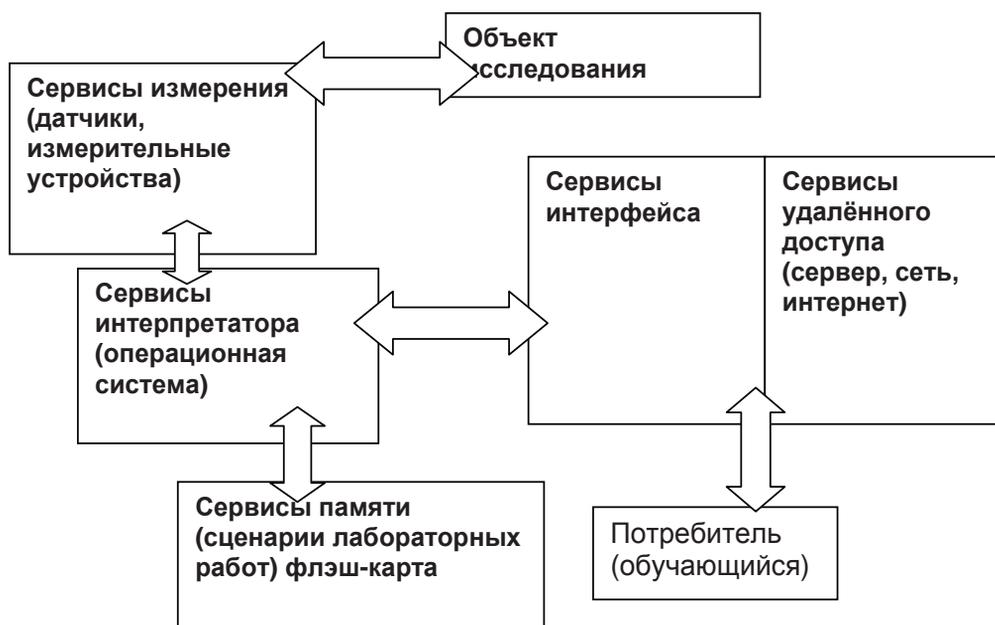 Объект
исследования
Сервисы измерения
(датчики,
измерительные
устройства)
Сервисы
интерфейса
Сервисы
удалённого
доступа
(сервер, сеть,
интернет)
Сервисы
интерпретатора
(операционная
система)
Сервисы памяти
(сценарии лабораторных
работ) флэш-карта
Потребитель
(обучающийся)